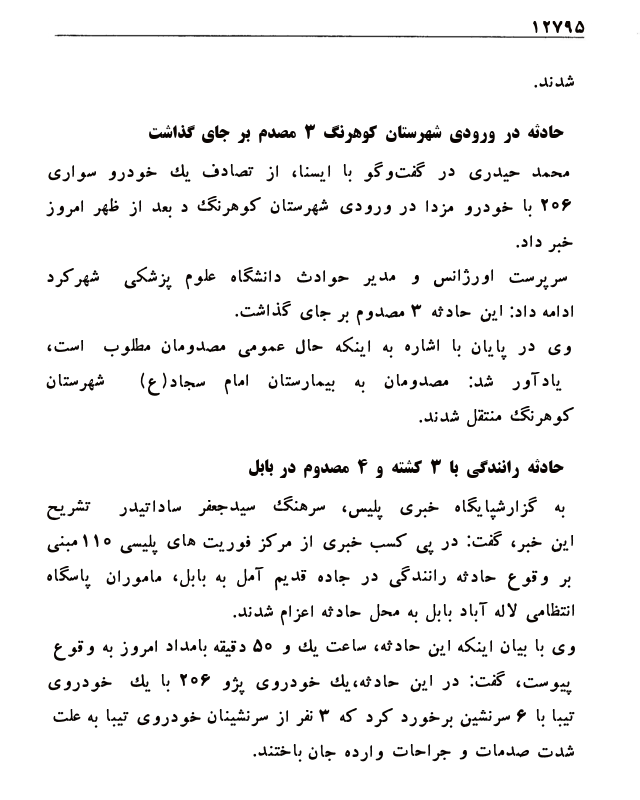 ۱۲۷۹۵
شدند.
حادثه در ورودی شهرستان کوهرنگ ۳ مصدم بر جای گذاشت
محمد حیدری در گفت‌وگو با ایسنا، از تصادف یك خودرو سواری
۲۰۶ با خودرو مزدا در ورودی شهرستان کوهرنگ د بعد از ظهر امروز
خبر داد.
سرپرست اورژانس و مدیر حوادث دانشگاه علوم پزشکی شهرکرد
ادامه داد: این حادثه ۳ مصدوم بر جای گذاشت.
وی در پایان با اشاره به اینکه حال عمومی مصدومان مطلوب است،
یادآور شد: مصدومان به بیمارستان امام سجاد(ع) شهرستان
کوهرنگ منتقل شدند.
حادثه رانندگی با ۳ کشته و ۴ مصدوم در بابل
به گزارشپایگاه خبری پلیس، سرهنگ سیدجعفر ساداتیدر تشریح
این خبر، گفت: در پی کسب خبری از مرکز فوریت های پلیسی ۱۱۰مبنی
بر وقوع حادثه رانندگی در جاده قدیم آمل به بابل، ماموران پاسگاه
انتظامی لاله آباد بابل به محل حادثه اعزام شدند.
وی با بیان اینکه این حادثه، ساعت یك و ۵۰ دقیقه بامداد امروز به وقوع
پیوست، گفت: در این حادثه،یك خودروی پژو ۲۰۶ با یك خودروی
تیبا با ۶ سرنشین برخورد کرد که ۳ نفر از سرنشینان خودروی تیبا به علت
شدت صدمات و جراحات وارده جان باختند.